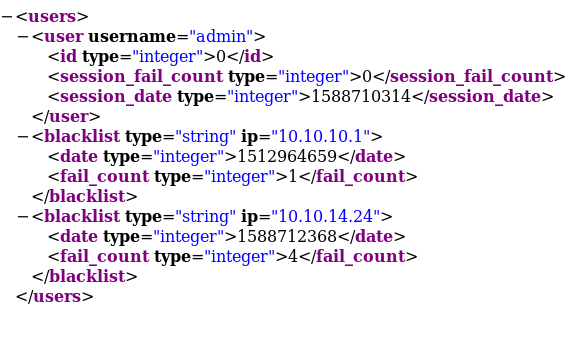 −<users>
−<user username="admin">
<id type="integer">0</id>
<session_fail_count type="integer">0</session_fail_count>
<session_date type="integer">1588710314</session_date>
</user>
−<blacklist type="string" ip="10.10.10.1">
<date type="integer">1512964659</date>
<fail_count type="integer">1</fail_count>
</blacklist>
−<blacklist type="string" ip="10.10.14.24">
<date type="integer">1588712368</date>
<fail_count type="integer">4</fail_count>
</blacklist>
</users>